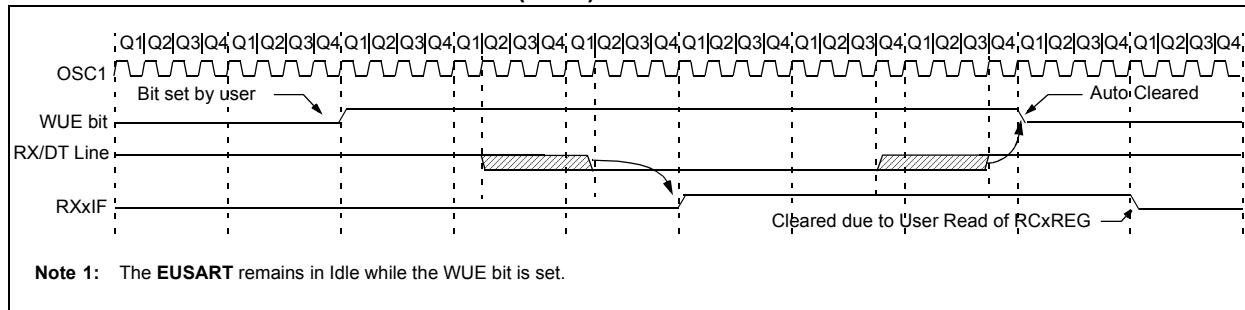 Q1|Q2|Q3|Q4|Q1|Q2|Q3|Q4|Q1|Q2|Q3|Q4|Q1|Q2|Q3|Q4|Q1|Q2|Q3|Q4|Q1|Q2|Q3|Q4|Q1|Q2|Q3|Q4|Q1|Q2|Q3|Q4|Q1|Q2|Q3|Q4|Q1|Q2|Q3|Q4
OSC1
Bit set by user
Auto Cleared
WUE bit
RX/DT Line
RXxIF
Cleared due to User Read of RCxREG
Note 1: The EUSART remains in Idle while the WUE bit is set.